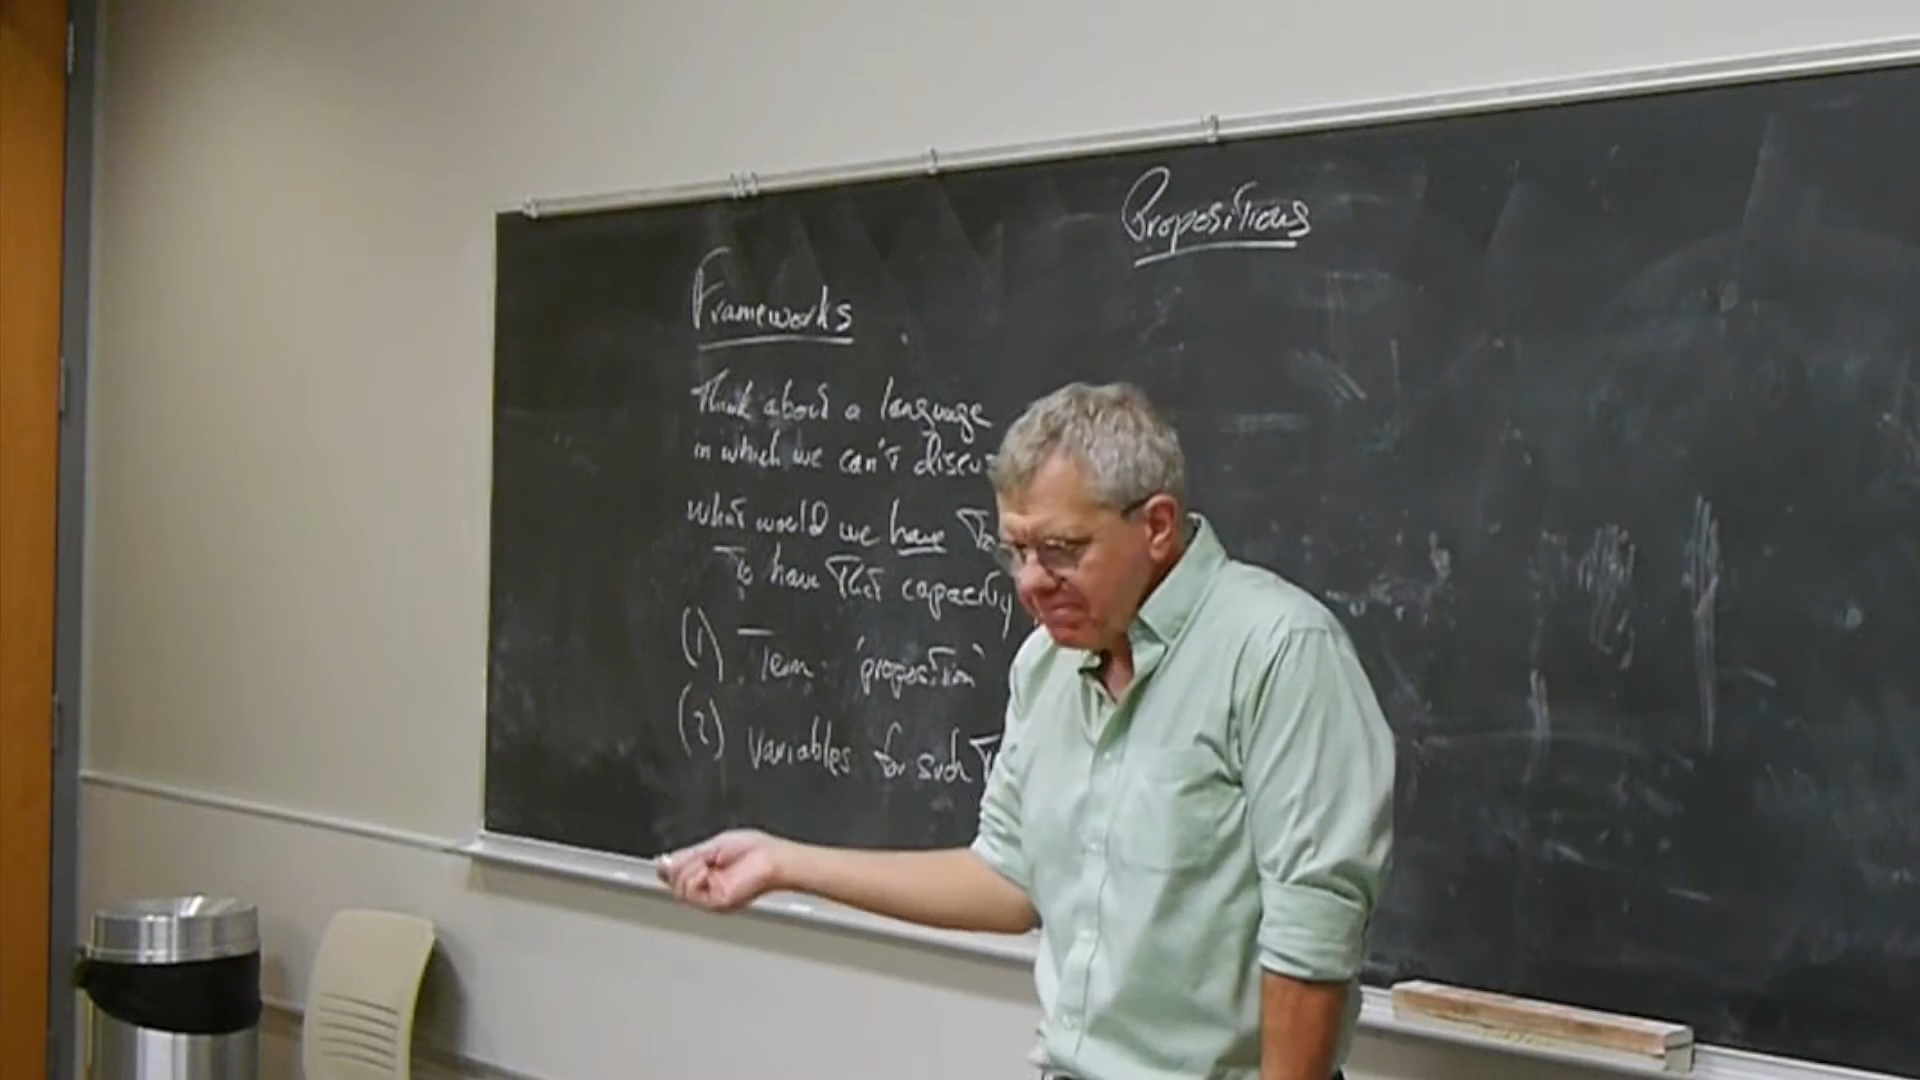 Propositions
Frameworks
Think about a language
in which we can't discus
what would we have To
To have that capacity
(1) Term: 'proposition'
(2) variables for such T